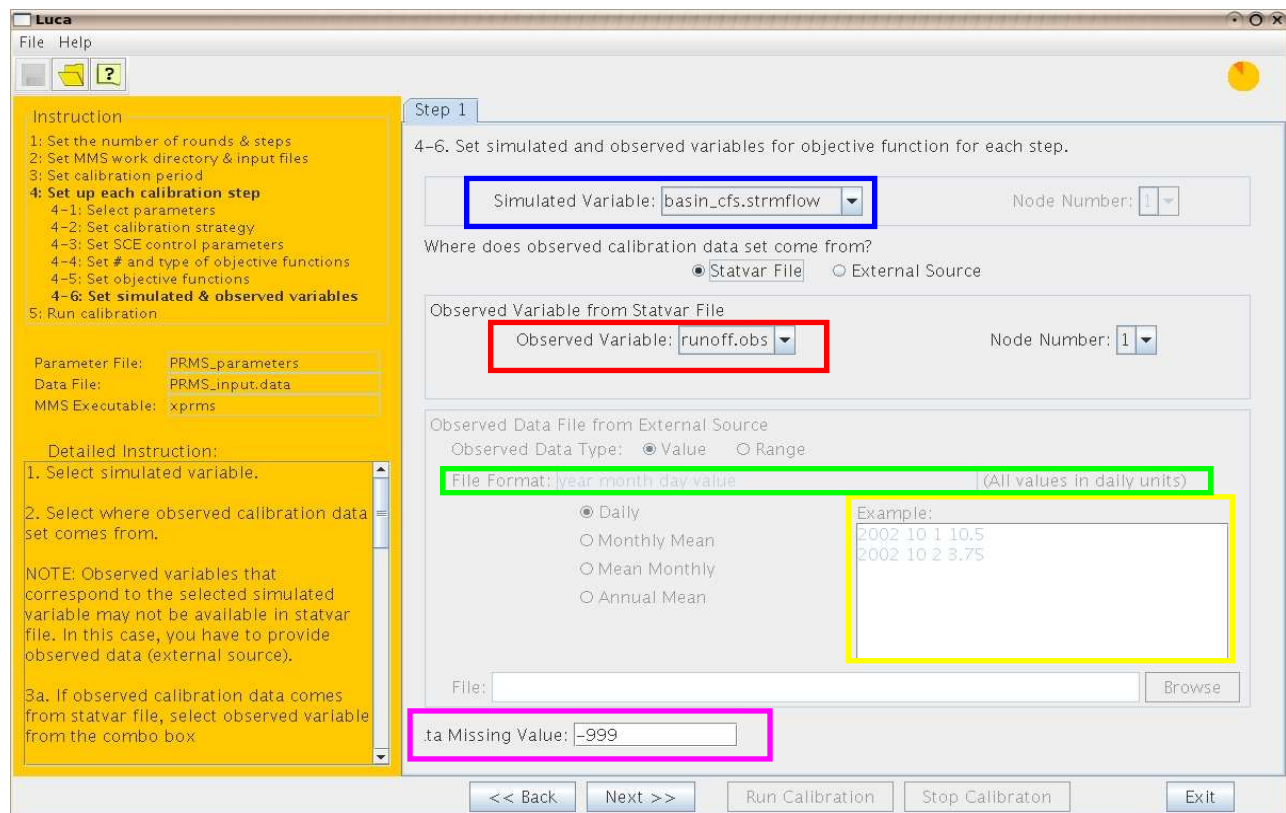 Luca
File Help
Instruction
1: Set the number of rounds & steps
2: Set MMS work directory & input files
3: Set calibration period
4: Set up each calibration step
4-1: Select parameters
4-2: Set calibration strategy
4-3: Set SCE control parameters
4-4: Set # and type of objective functions
4-5: Set objective functions
4-6: Set simulated & observed variables
5: Run calibration
Parameter File: PRMS_parameters
Data File: PRMS_input.data
MMS Executable: xprms
Detailed Instruction:
1. Select simulated variable.
2. Select where observed calibration data
set comes from.
NOTE: Observed variables that
correspond to the selected simulated
variable may not be available in statvar
file. In this case, you have to provide
observed data (external source).
3a. If observed calibration data comes
from statvar file, select observed variable
from the combo box
Step 1
4-6. Set simulated and observed variables for objective function for each step.
Simulated Variable: basin_cfs.strmflow Node Number: 1
Where does observed calibration data set come from?
Statvar File External Source
Observed Variable from Statvar File
Observed Variable: runoff.obs Node Number: 1
Observed Data File from External Source
Observed Data Type: Value Range
File Format: year month day value (All values in daily units)
Daily
Monthly Mean
Mean Monthly
Annual Mean
Example:
2002 10 1 10.5
2002 10 2 3.75
File: Browse
ta Missing Value: -999
<< Back Next >> Run Calibration Stop Calibraton Exit